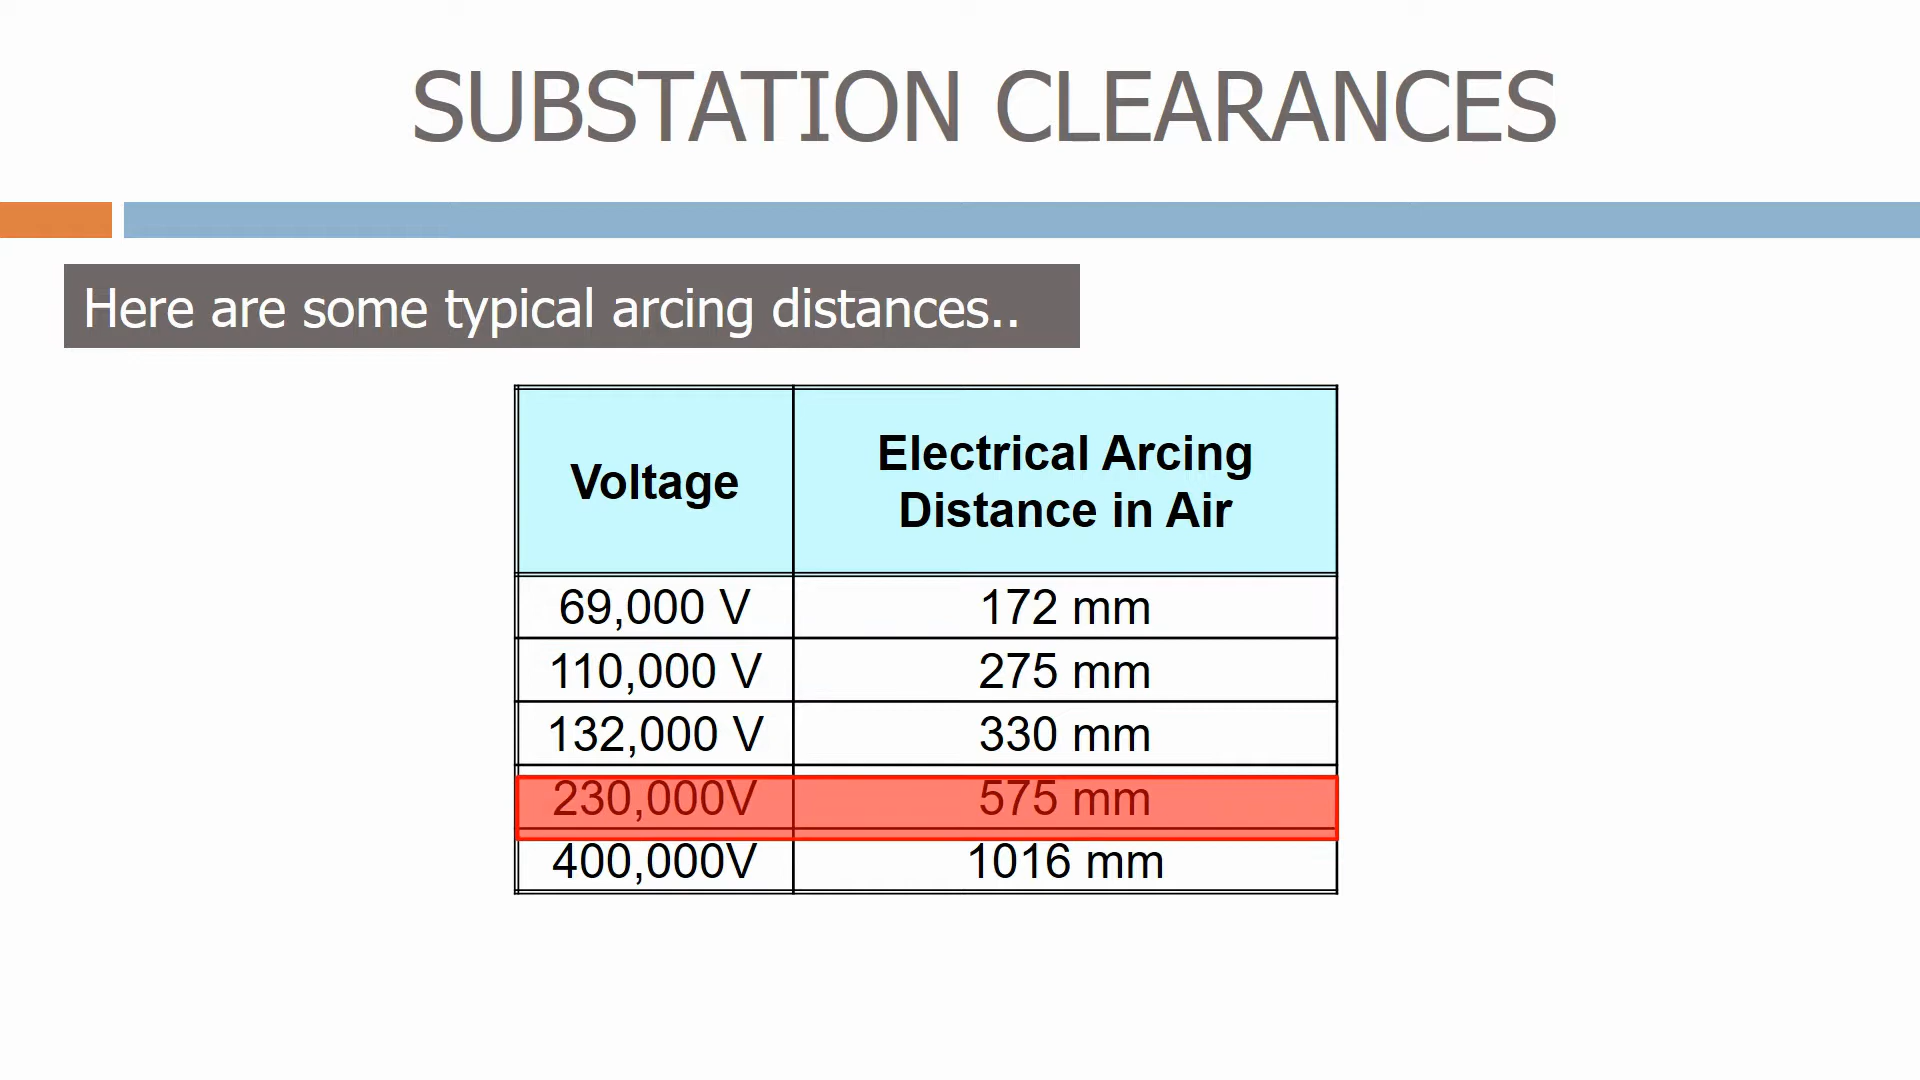 SUBSTATION CLEARANCES
Here are some typical arcing distances..
Voltage
Electrical Arcing
Distance in Air
69,000 V 172 mm
110,000 V 275 mm
132,000 V 330 mm
230,000V 575 mm
400,000V 1016 mm